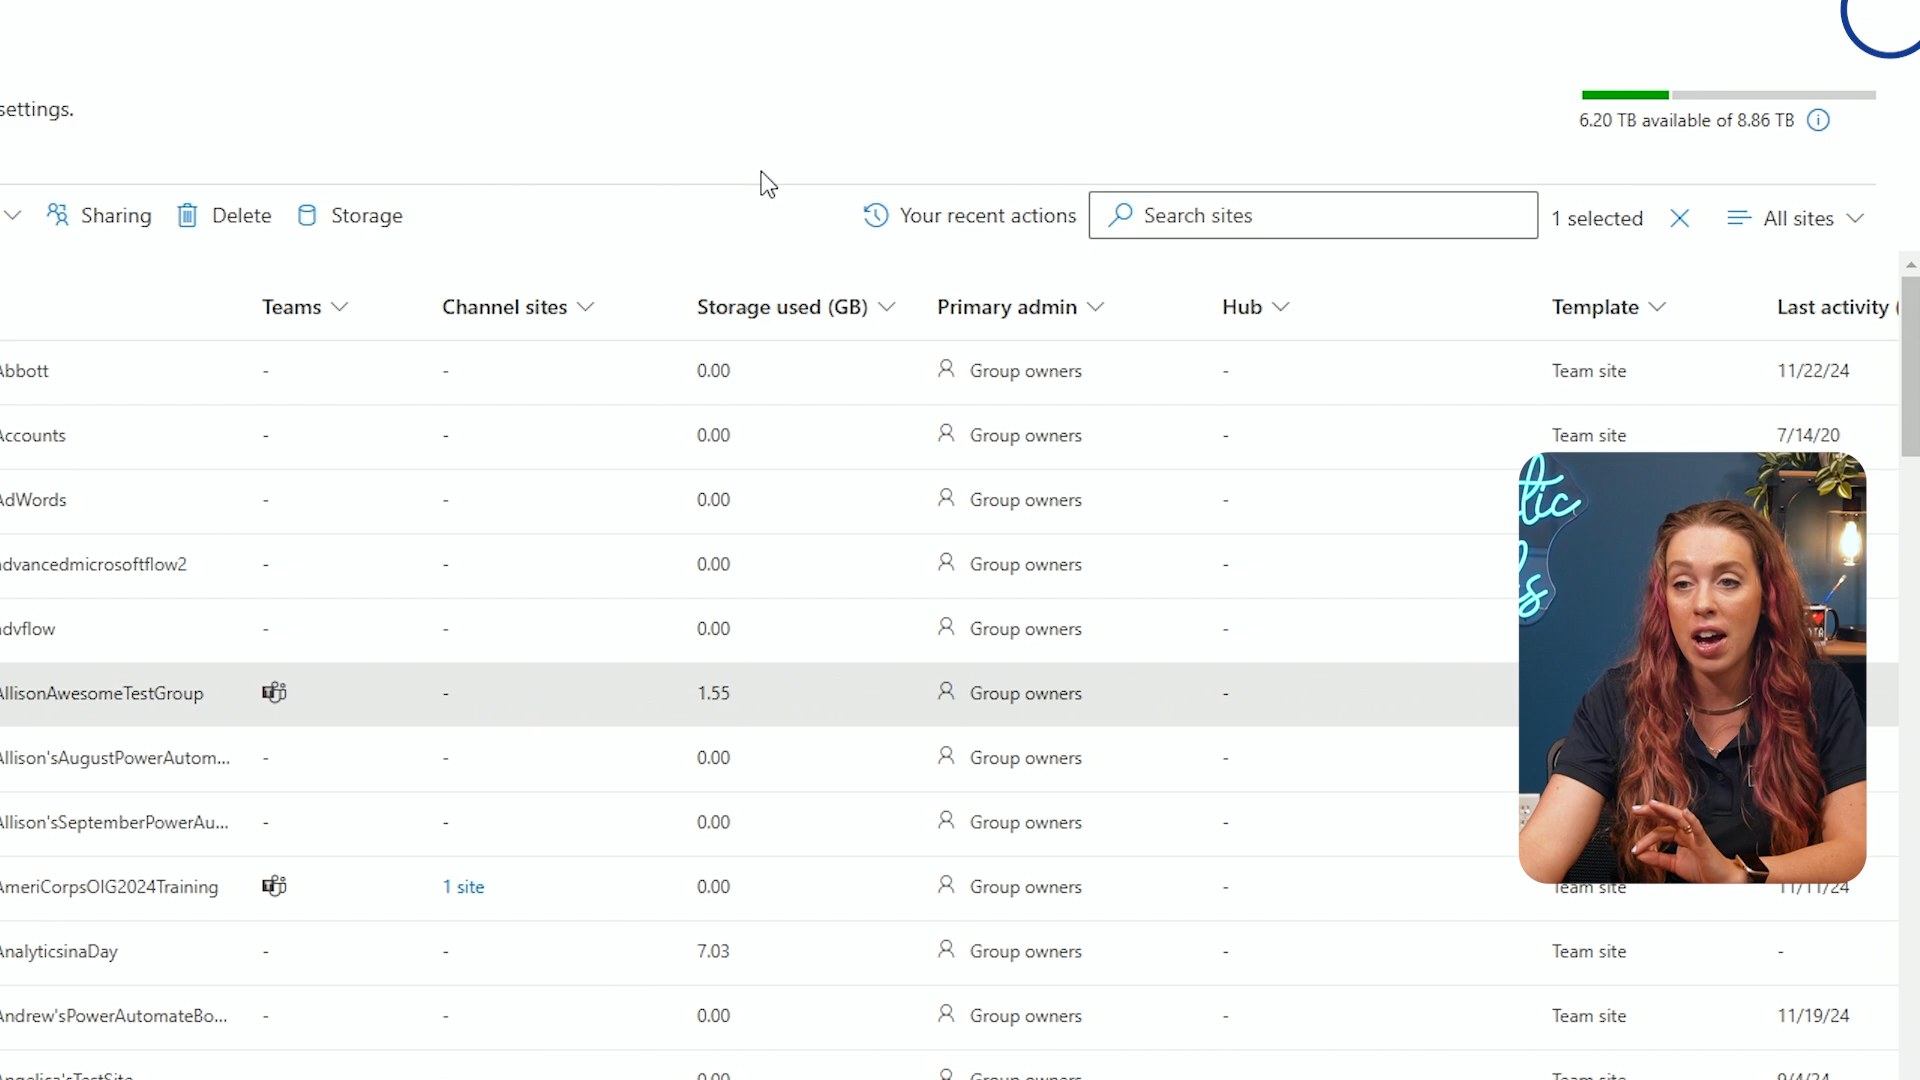 settings.
6.20 TB available of 8.86 TB
Sharing Delete Storage Your recent actions Search sites 1 selected All sites
Teams Channel sites Storage used (GB) Primary admin Hub Template Last activity (
Abbott - - 0.00 Group owners - Team site 11/22/24
Accounts - - 0.00 Group owners - Team site 7/14/20
AdWords - - 0.00 Group owners -
advancedmicrosoftflow2 - - 0.00 Group owners -
advflow - - 0.00 Group owners -
AllisonAwesomeTestGroup - 1.55 Group owners -
Allison'sAugustPowerAutom... - - 0.00 Group owners -
Allison'sSeptemberPowerAu... - - 0.00 Group owners -
AmeriCorpsOIG2024Training 1 site 0.00 Group owners - Team site 11/11/24
AnalyticsinaDay - - 7.03 Group owners - Team site -
Andrew'sPowerAutomateBo... - - 0.00 Group owners - Team site 11/19/24
Angelica'sTestSite 0.00 Group owners Team site 9/4/24
tic
ls